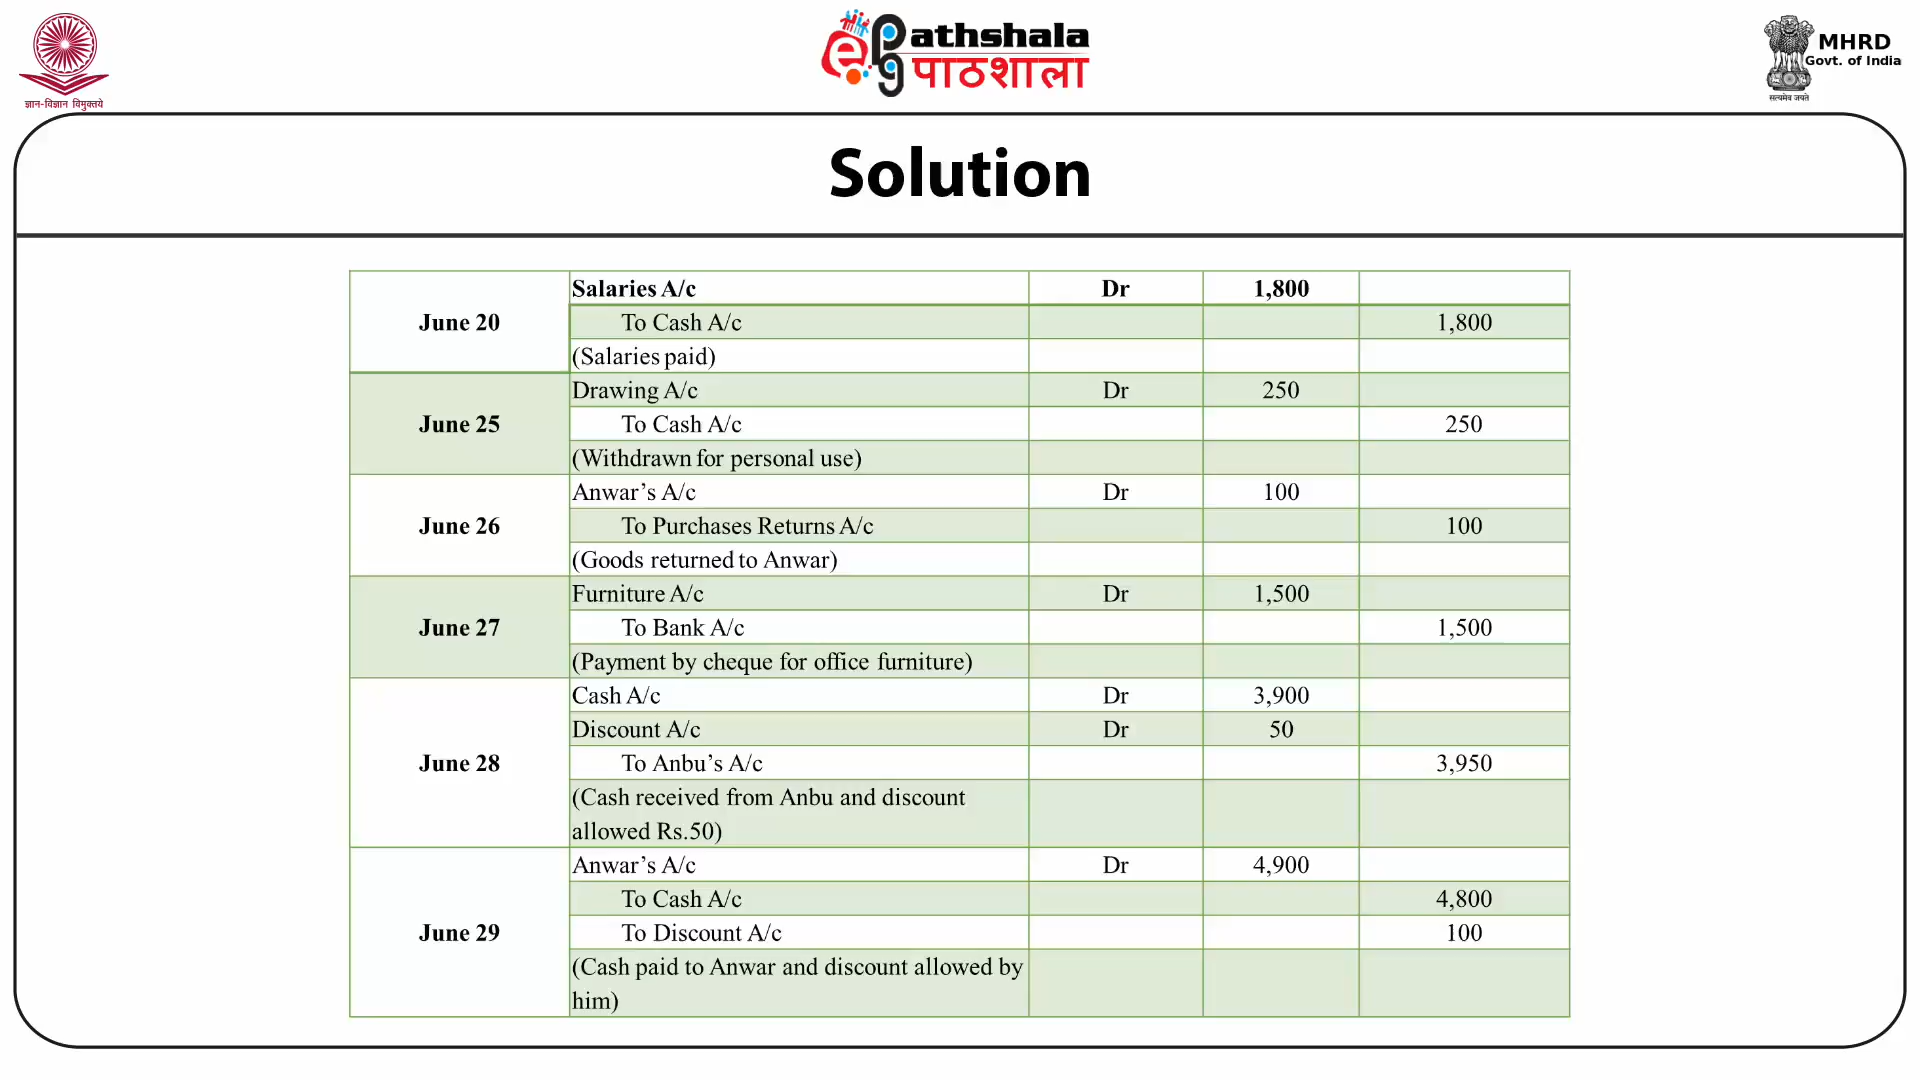 ज्ञान-विज्ञान विमुक्तये
ePathshala
पाठशाला
MHRD
Govt. of India
सत्यमेव जयते
Solution
June 20 Salaries A/c Dr 1,800
To Cash A/c 1,800
(Salaries paid)
June 25 Drawing A/c Dr 250
To Cash A/c 250
(Withdrawn for personal use)
June 26 Anwar’s A/c Dr 100
To Purchases Returns A/c 100
(Goods returned to Anwar)
June 27 Furniture A/c Dr 1,500
To Bank A/c 1,500
(Payment by cheque for office furniture)
June 28 Cash A/c Dr 3,900
Discount A/c Dr 50
To Anbu’s A/c 3,950
(Cash received from Anbu and discount
allowed Rs.50)
June 29 Anwar’s A/c Dr 4,900
To Cash A/c 4,800
To Discount A/c 100
(Cash paid to Anwar and discount allowed by
him)